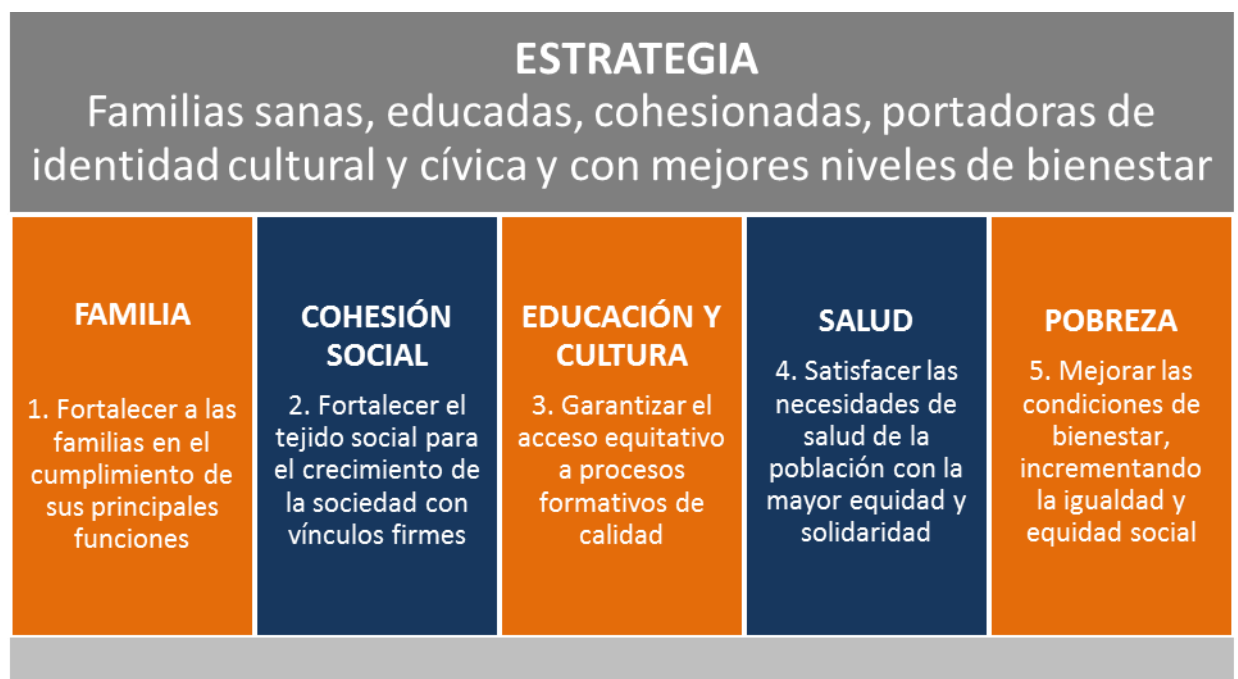 ESTRATEGIA
Familias sanas, educadas, cohesionadas, portadoras de
identidad cultural y cívica y con mejores niveles de bienestar
FAMILIA
1. Fortalecer a las
familias en el
cumplimiento de
sus principales
funciones
COHESIÓN
SOCIAL
2. Fortalecer el
tejido social para
el crecimiento de
la sociedad con
vínculos firmes
EDUCACIÓN Y
CULTURA
3. Garantizar el
acceso equitativo
a procesos
formativos de
calidad
SALUD
4. Satisfacer las
necesidades de
salud de la
población con la
mayor equidad y
solidaridad
POBREZA
5. Mejorar las
condiciones de
bienestar,
incrementando
la igualdad y
equidad social